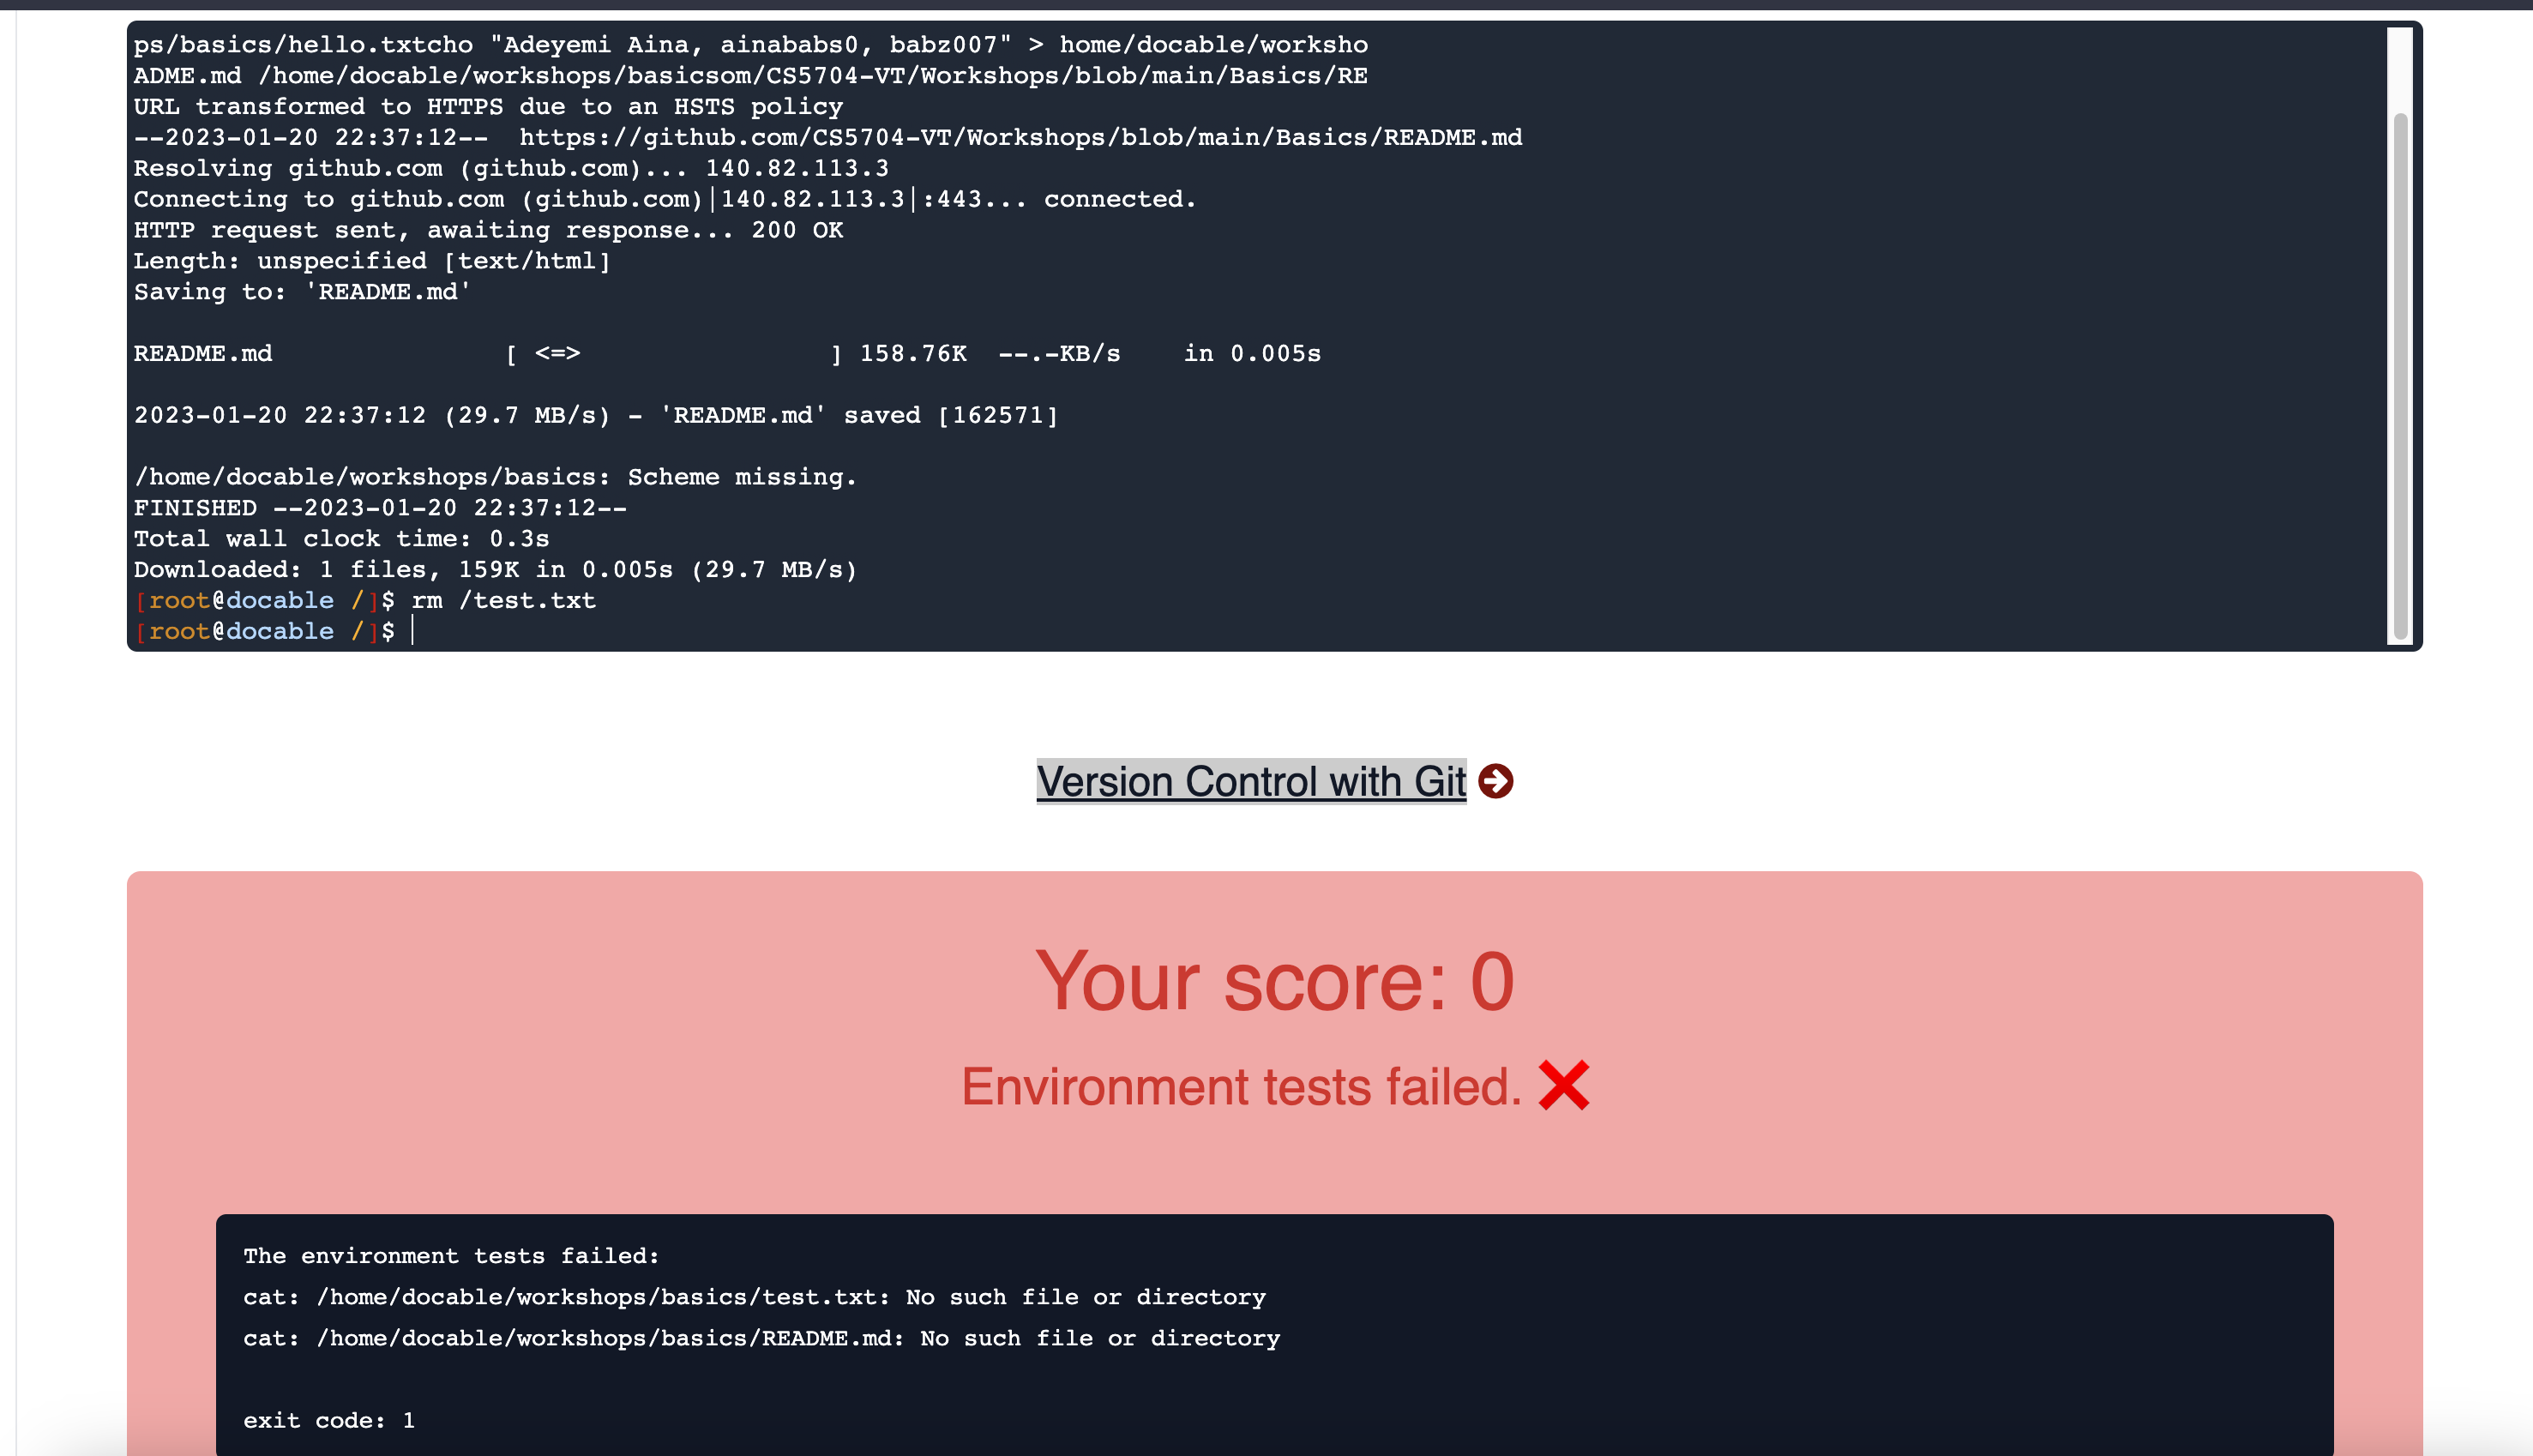 ps/basics/hello.txtcho "Adeyemi Aina, ainababs0, babz007" > home/docable/worksho
ADME.md /home/docable/workshops/basicsom/CS5704-VT/Workshops/blob/main/Basics/RE
URL transformed to HTTPS due to an HSTS policy
--2023-01-20 22:37:12--  https://github.com/CS5704-VT/Workshops/blob/main/Basics/README.md
Resolving github.com (github.com)... 140.82.113.3
Connecting to github.com (github.com)|140.82.113.3|:443... connected.
HTTP request sent, awaiting response... 200 OK
Length: unspecified [text/html]
Saving to: 'README.md'
README.md               [ <=>                ] 158.76K  --.-KB/s    in 0.005s
2023-01-20 22:37:12 (29.7 MB/s) - 'README.md' saved [162571]
/home/docable/workshops/basics: Scheme missing.
FINISHED --2023-01-20 22:37:12--
Total wall clock time: 0.3s
Downloaded: 1 files, 159K in 0.005s (29.7 MB/s)
[root@docable /]$ rm /test.txt
[root@docable /]$
Version Control with Git
Your score: 0
Environment tests failed. ❌
The environment tests failed:
cat: /home/docable/workshops/basics/test.txt: No such file or directory
cat: /home/docable/workshops/basics/README.md: No such file or directory
exit code: 1